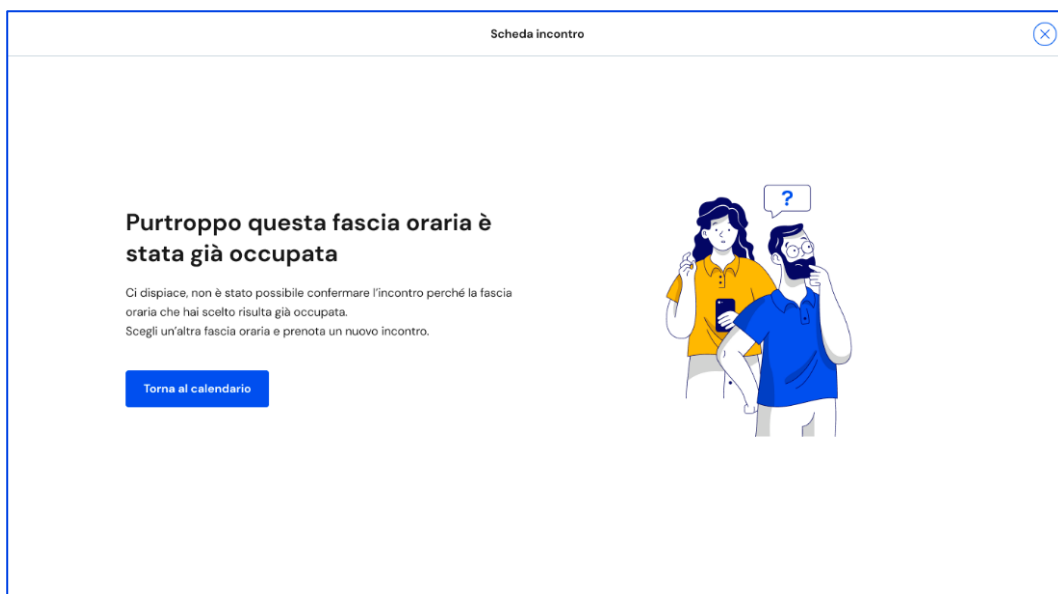 Scheda incontro
?
Purtroppo questa fascia oraria è
stata già occupata
Ci dispiace, non è stato possibile confermare l'incontro perché la fascia
oraria che hai scelto risulta già occupata.
Scegli un'altra fascia oraria e prenota un nuovo incontro.
Torna al calendario